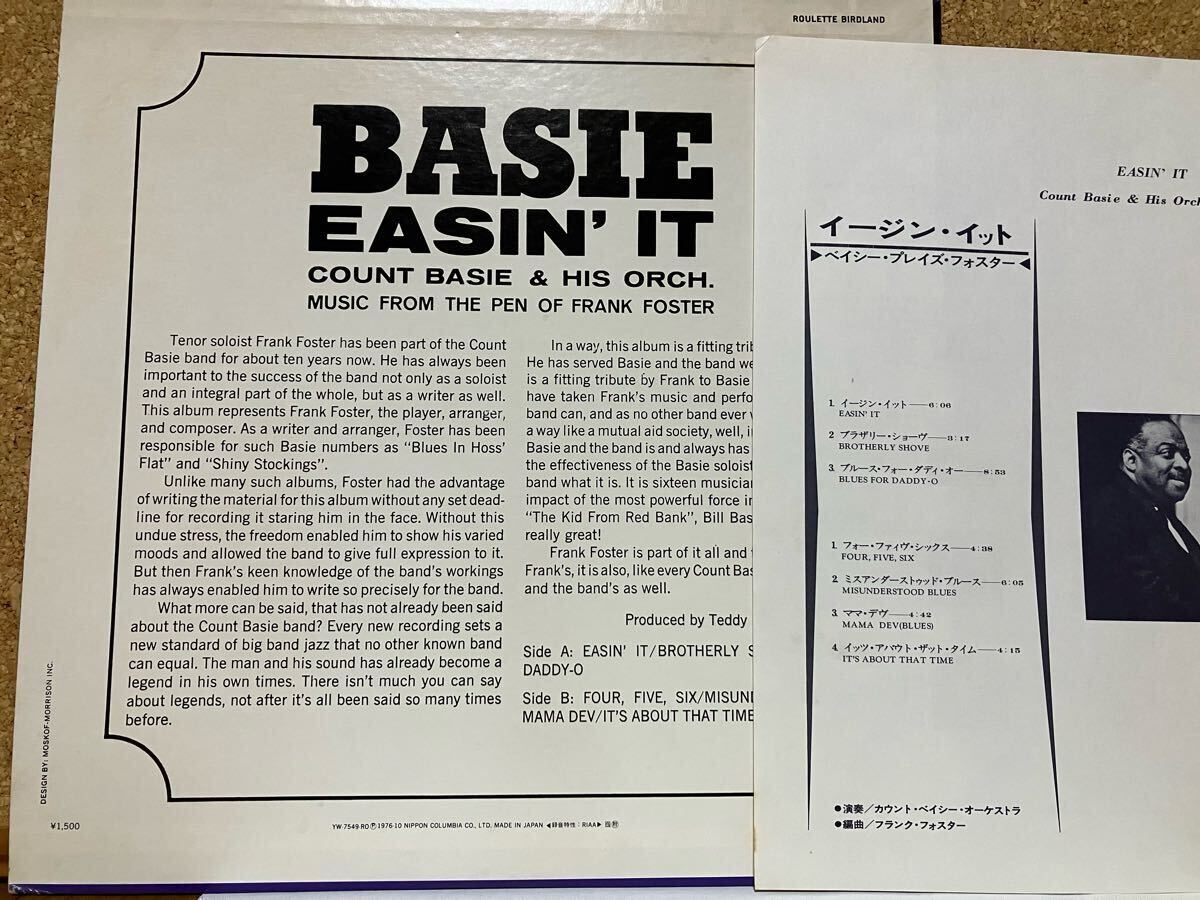 ROULETTE BIRDLAND
BASIE
EASIN' IT
COUNT BASIE & HIS ORCH.
MUSIC FROM THE PEN OF FRANK FOSTER
Tenor soloist Frank Foster has been part of the Count
Basie band for about ten years now. He has always been
important to the success of the band not only as a soloist
and an integral part of the whole, but as a writer as well.
This album represents Frank Foster, the player, arranger,
and composer. As a writer and arranger, Foster has been
responsible for such Basie numbers as “Blues In Hoss'
Flat” and “Shiny Stockings”.
Unlike many such albums, Foster had the advantage
of writing the material for this album without any set dead-
line for recording it staring him in the face. Without this
undue stress, the freedom enabled him to show his varied
moods and allowed the band to give full expression to it.
But then Frank's keen knowledge of the band's workings
has always enabled him to write so precisely for the band.
What more can be said, that has not already been said
about the Count Basie band? Every new recording sets a
new standard of big band jazz that no other known band
can equal. The man and his sound has already become a
legend in his own times. There isn't much you can say
about legends, not after it's all been said so many times
before.
In a way, this album is a fitting
He has served Basie and the band
is a fitting tribute by Frank to Basie
have taken Frank's music and
band can, and as no other band ever
a way like a mutual aid society, well,
Basie and the band is and always has
the effectiveness of the Basie
band what it is. It is sixteen
impact of the most powerful force
“The Kid From Red Bank”, Bill
really great!
Frank Foster is part of it all and
Frank's, it is also, like every Count
and the band's as well.
Produced by Teddy
Side A: EASIN' IT/BROTHERLY
DADDY-O
Side B: FOUR, FIVE, SIX/
MAMA DEV/IT'S ABOUT THAT TIME
DESIGN BY: MOSKOF-MORRISON INC.
¥1,500
YW-7549-RO Ⓟ 1976·10 NIPPON COLUMBIA CO., LTD. MADE IN JAPAN ◀録音特性：RIAA▶
EASIN' IT
Count Basie & His
イージン・イット
▶ベイシー・プレイズ・フォスター◀
1. イージン・イット——6:06
EASIN' IT
2 ブラザリー・ショーヴ——3:17
BROTHERLY SHOVE
3. ブルース・フォー・ダディ・オー——8:53
BLUES FOR DADDY-O
1. フォー・ファイヴ・シックス——4:38
FOUR, FIVE, SIX
2 ミスアンダーストゥッド・ブルース——6:05
MISUNDERSTOOD BLUES
3. ママ・デヴ——4:42
MAMA DEV(BLUES)
4. イッツ・アバウト・ザット・タイム——4:15
IT'S ABOUT THAT TIME
●演奏／カウント・ベイシー・オーケストラ
●編曲／フランク・フォスター